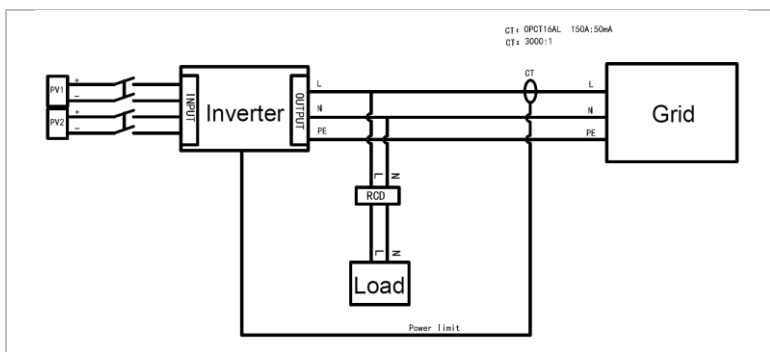 CT: OPCT16AL 150A:50mA
CT: 3000:1
PV1
+
-
PV2
+
-
INPUT
Inverter
OUTPUT
L
N
PE
CT
L
N
PE
Grid
L
N
RCD
L
N
Load
Power limit